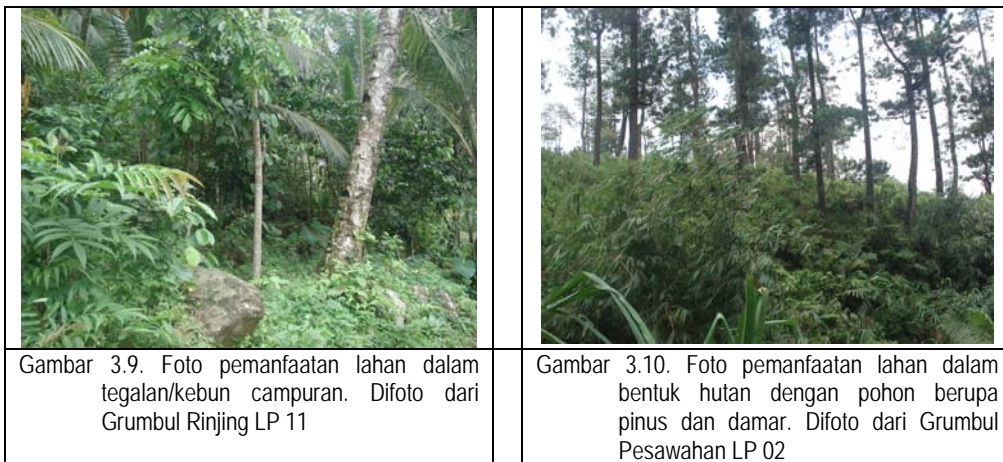 Gambar 3.9. Foto pemanfaatan lahan dalam
tegalan/kebun campuran. Difoto dari
Grumbul Rinjing LP 11
Gambar 3.10. Foto pemanfaatan lahan dalam
bentuk hutan dengan pohon berupa
pinus dan damar. Difoto dari Grumbul
Pesawahan LP 02